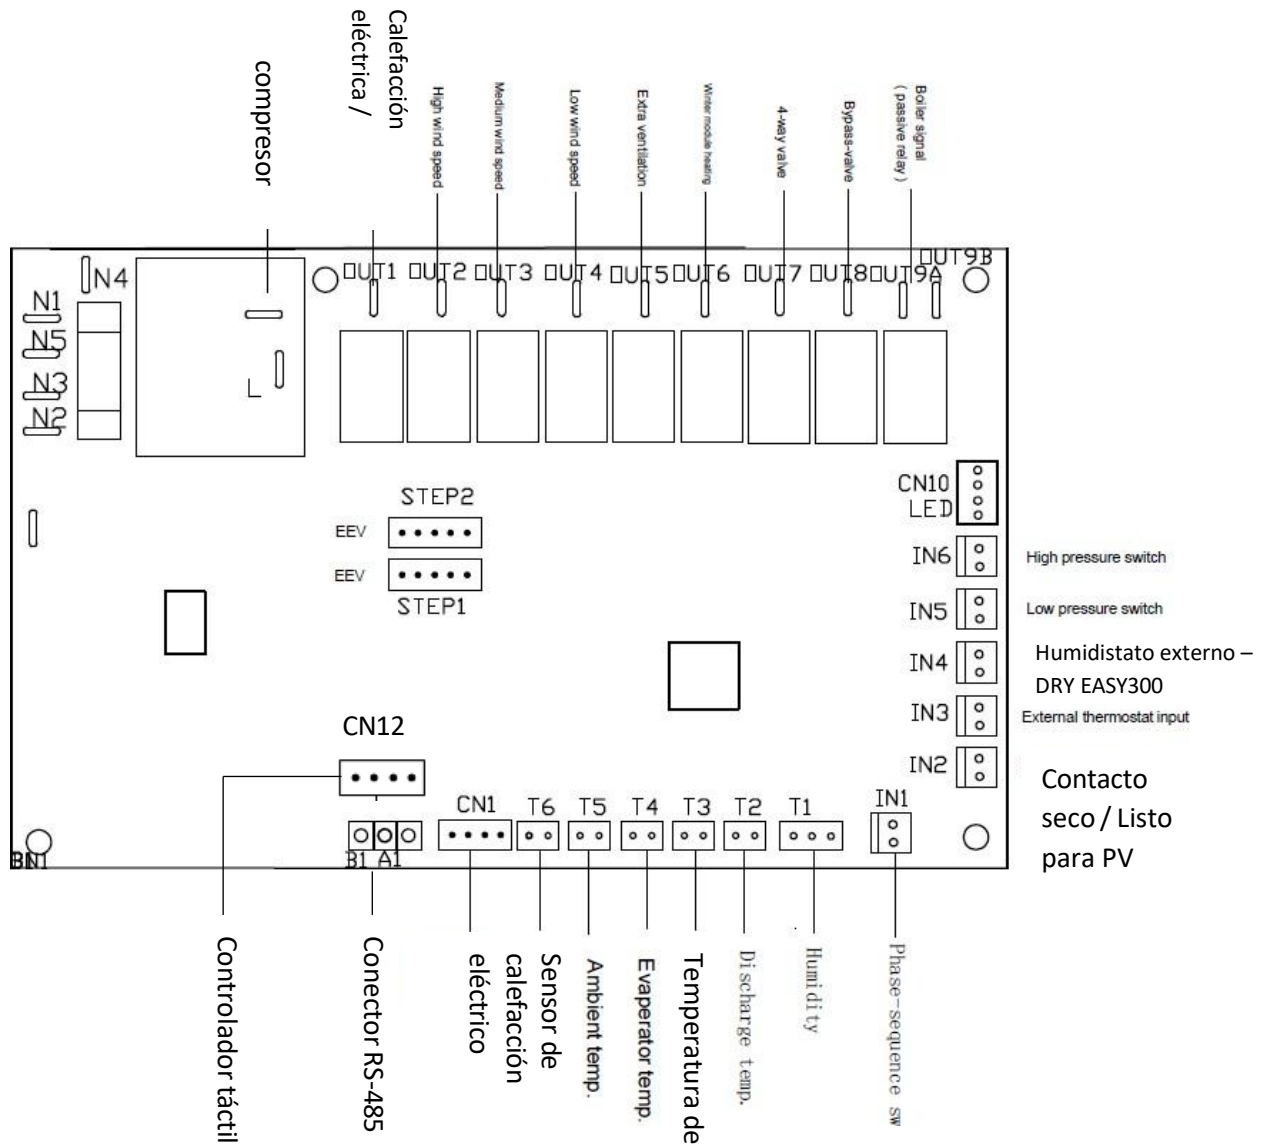 Calefacción
eléctrica /
compresor
High wind speed
Medium wind speed
Low wind speed
Extra ventilation
Winter module heating
4-way valve
Bypass-valve
Boiler signal
( passive relay )
N4
N1
N5
N3
N2
L
OUT1
OUT2
OUT3
OUT4
OUT5
OUT6
OUT7
OUT8
OUT9A
OUT9B
STEP2
EEV
EEV
STEP1
CN10
LED
IN6
High pressure switch
IN5
Low pressure switch
IN4
Humidistato externo –
DRY EASY300
IN3
External thermostat input
IN2
Contacto
seco / Listo
para PV
CN12
CN1
T6
T5
T4
T3
T2
T1
IN1
B1 A1
Controlador táctil
Conector RS-485
Sensor de
calefacción
eléctrico
Ambient temp.
Evaperator temp.
Temperatura de
Discharge temp.
Humidity
Phase-sequence sw